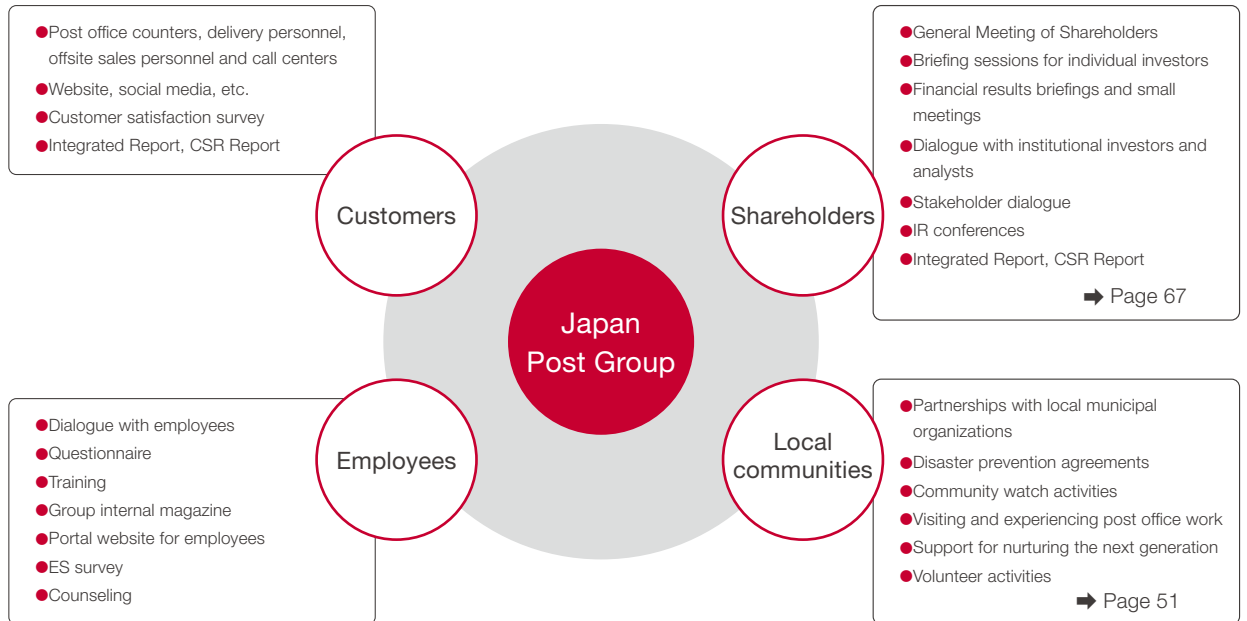 ●Post office counters, delivery personnel,
offsite sales personnel and call centers
●Website, social media, etc.
●Customer satisfaction survey
●Integrated Report, CSR Report
Customers
●General Meeting of Shareholders
●Briefing sessions for individual investors
●Financial results briefings and small
meetings
●Dialogue with institutional investors and
analysts
●Stakeholder dialogue
●IR conferences
●Integrated Report, CSR Report
➡ Page 67
Shareholders
Japan
Post Group
●Dialogue with employees
●Questionnaire
●Training
●Group internal magazine
●Portal website for employees
●ES survey
●Counseling
Employees
Local
communities
●Partnerships with local municipal
organizations
●Disaster prevention agreements
●Community watch activities
●Visiting and experiencing post office work
●Support for nurturing the next generation
●Volunteer activities
➡ Page 51